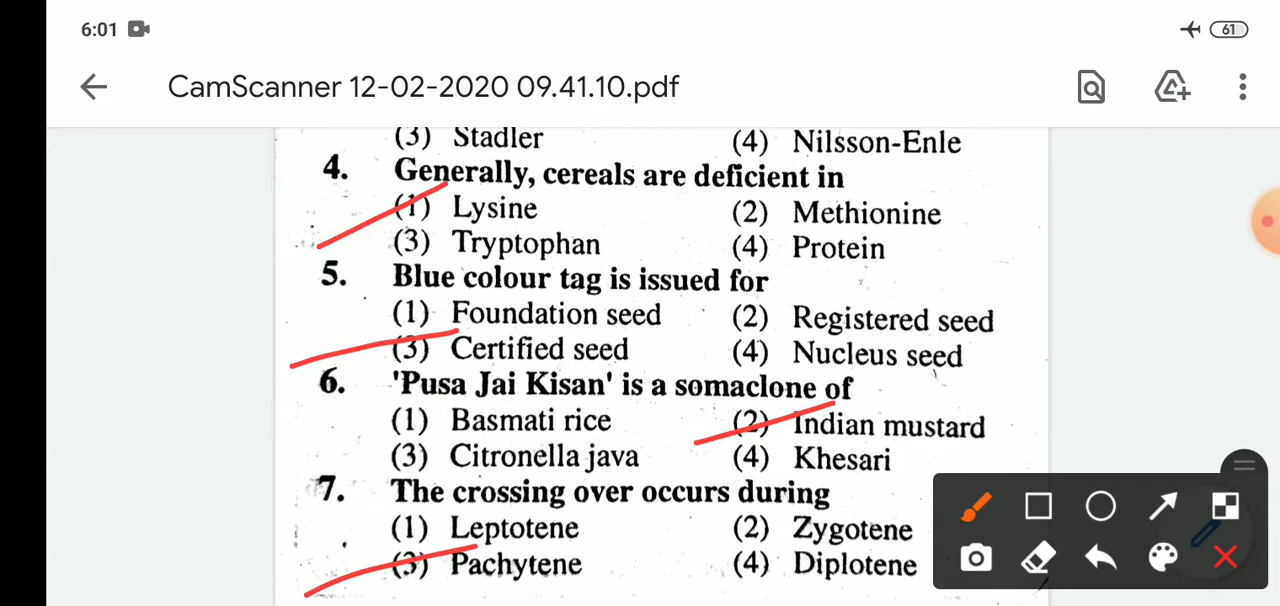 6:01
61
CamScanner 12-02-2020 09.41.10.pdf
(3) Stadler (4) Nilsson-Enle
4. Generally, cereals are deficient in
(1) Lysine (2) Methionine
(3) Tryptophan (4) Protein
5. Blue colour tag is issued for
(1) Foundation seed (2) Registered seed
(3) Certified seed (4) Nucleus seed
6. 'Pusa Jai Kisan' is a somaclone of
(1) Basmati rice (2) Indian mustard
(3) Citronella java (4) Khesari
7. The crossing over occurs during
(1) Leptotene (2) Zygotene
(3) Pachytene (4) Diplotene